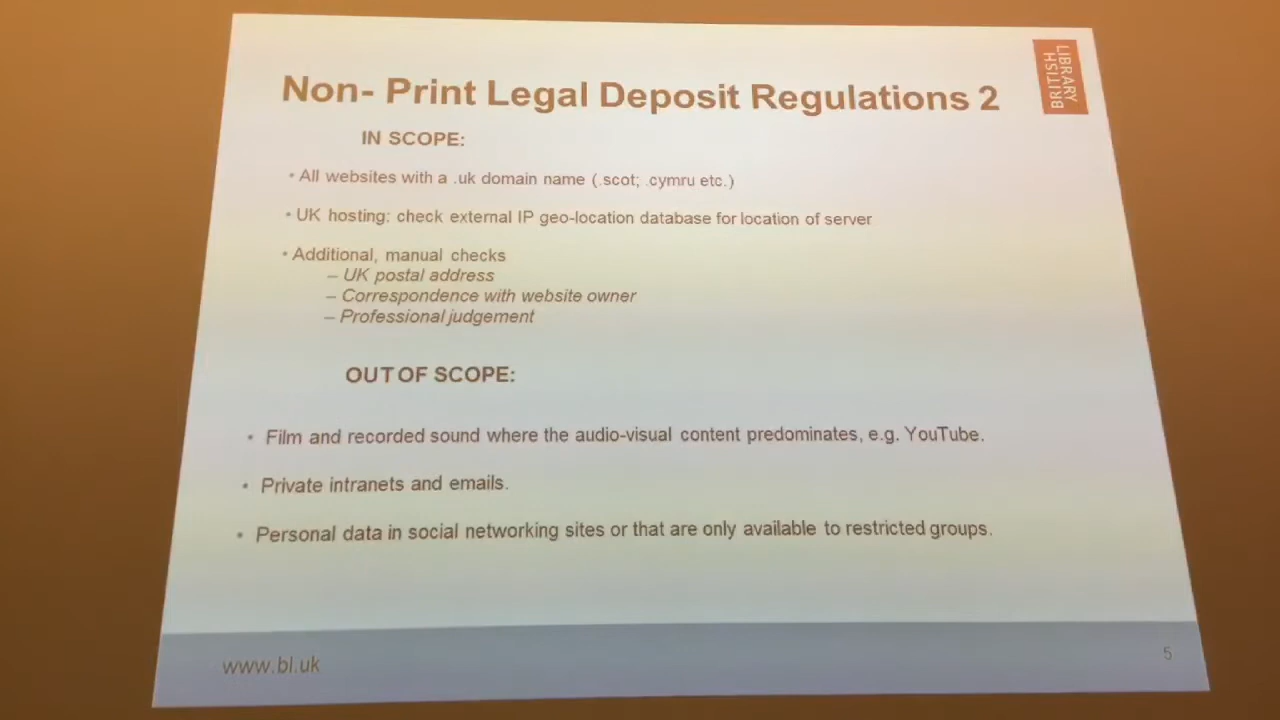 BRITISH
LIBRARY
Non- Print Legal Deposit Regulations 2
IN SCOPE:
• All websites with a .uk domain name (.scot; .cymru etc.)
• UK hosting: check external IP geo-location database for location of server
• Additional, manual checks
– UK postal address
– Correspondence with website owner
– Professional judgement
OUT OF SCOPE:
• Film and recorded sound where the audio-visual content predominates, e.g. YouTube.
• Private intranets and emails.
• Personal data in social networking sites or that are only available to restricted groups.
www.bl.uk
5